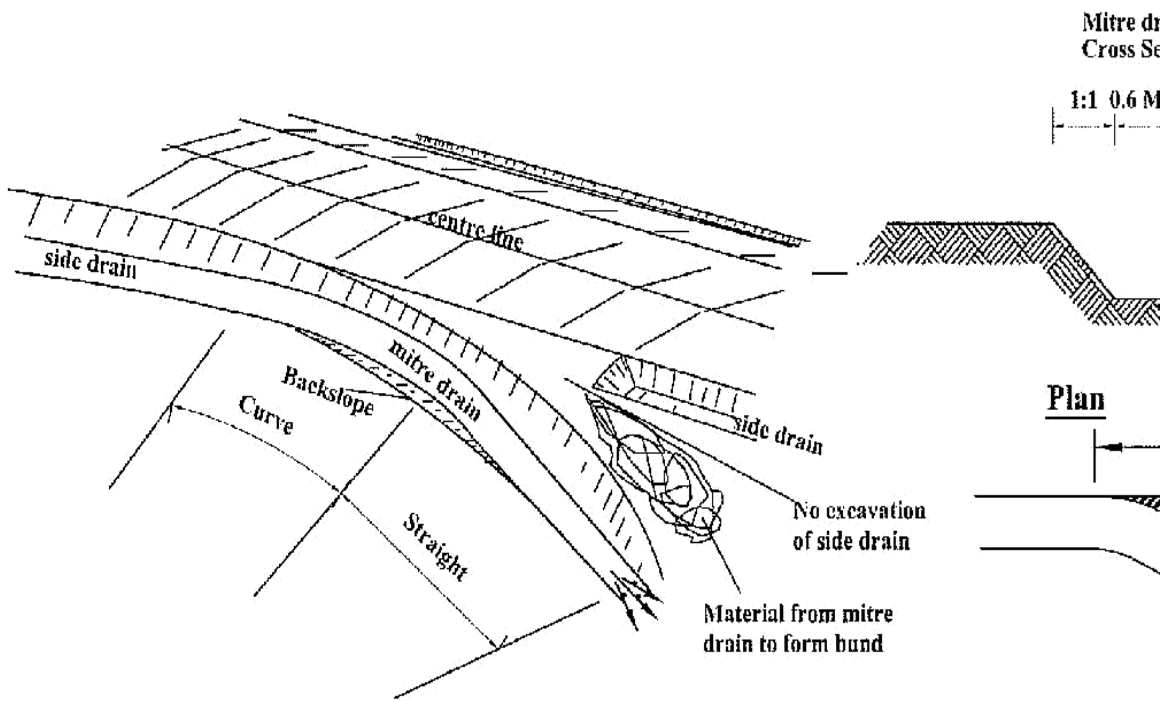 Mitre dr
Cross Se
1:1 0.6 M
centre line
side drain
mitre drain
Backslope
Curve
Straight
side drain
Plan
No excavation
of side drain
Material from mitre
drain to form bund